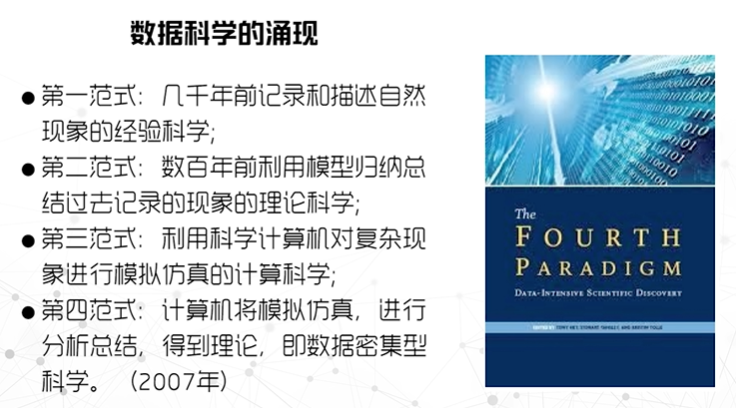 数据科学的涌现
●第一范式：几千年前记录和描述自然
现象的经验科学;
●第二范式：数百年前利用模型归纳总
结过去记录的现象的理论科学;
●第三范式：利用科学计算机对复杂现
象进行模拟仿真的计算科学;
●第四范式：计算机将模拟仿真，进行
分析总结，得到理论，即数据密集型
科学。（2007年）
The
FOURTH
PARADIGM
DATA-INTENSIVE SCIENTIFIC DISCOVERY
EDITED BY TONY HEY, STEWART TANSLEY, AND KRISTIN TOLLE